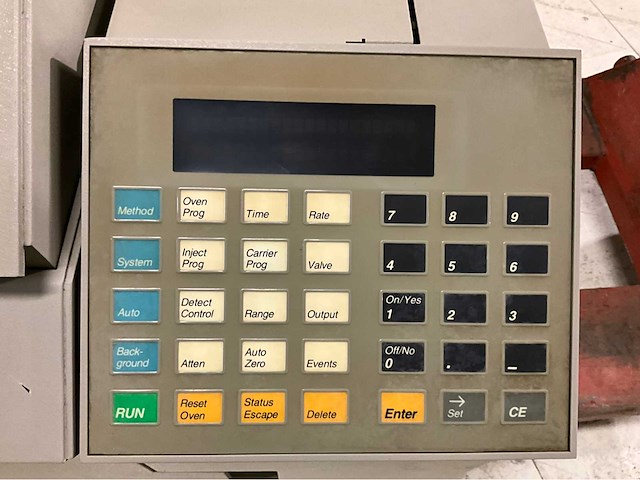 Method Oven Prog Time Rate 7 8 9
System Inject Prog Carrier Prog Valve 4 5 6
Auto Detect Control Range Output On/Yes 1 2 3
Back-ground Atten Auto Zero Events Off/No 0 . _
RUN Reset Oven Status Escape Delete Enter → Set CE